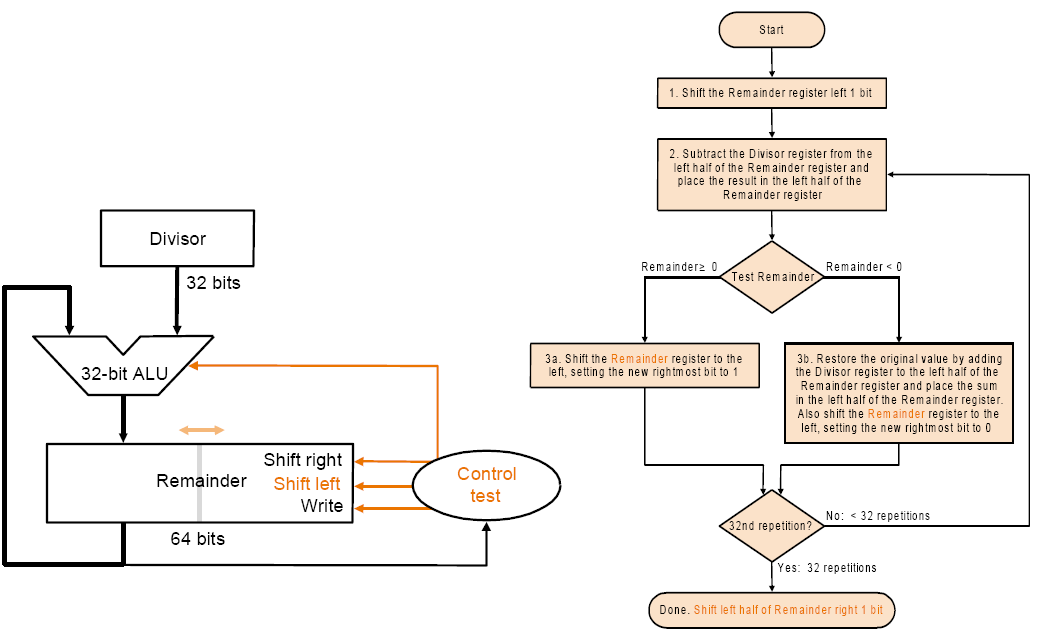 Divisor
32 bits
32-bit ALU
Shift right
Remainder
Shift left
Write
64 bits
Control
test
Start
1. Shift the Remainder register left 1 bit
2. Subtract the Divisor register from the
left half of the Remainder register and
place the result in the left half of the
Remainder register
Remainder ≥ 0
Test Remainder
Remainder < 0
3a. Shift the Remainder register to the
left, setting the new rightmost bit to 1
3b. Restore the original value by adding
the Divisor register to the left half of the
Remainder register and place the sum
in the left half of the Remainder register.
Also shift the Remainder register to the
left, setting the new rightmost bit to 0
32nd repetition?
No: < 32 repetitions
Yes: 32 repetitions
Done. Shift left half of Remainder right 1 bit